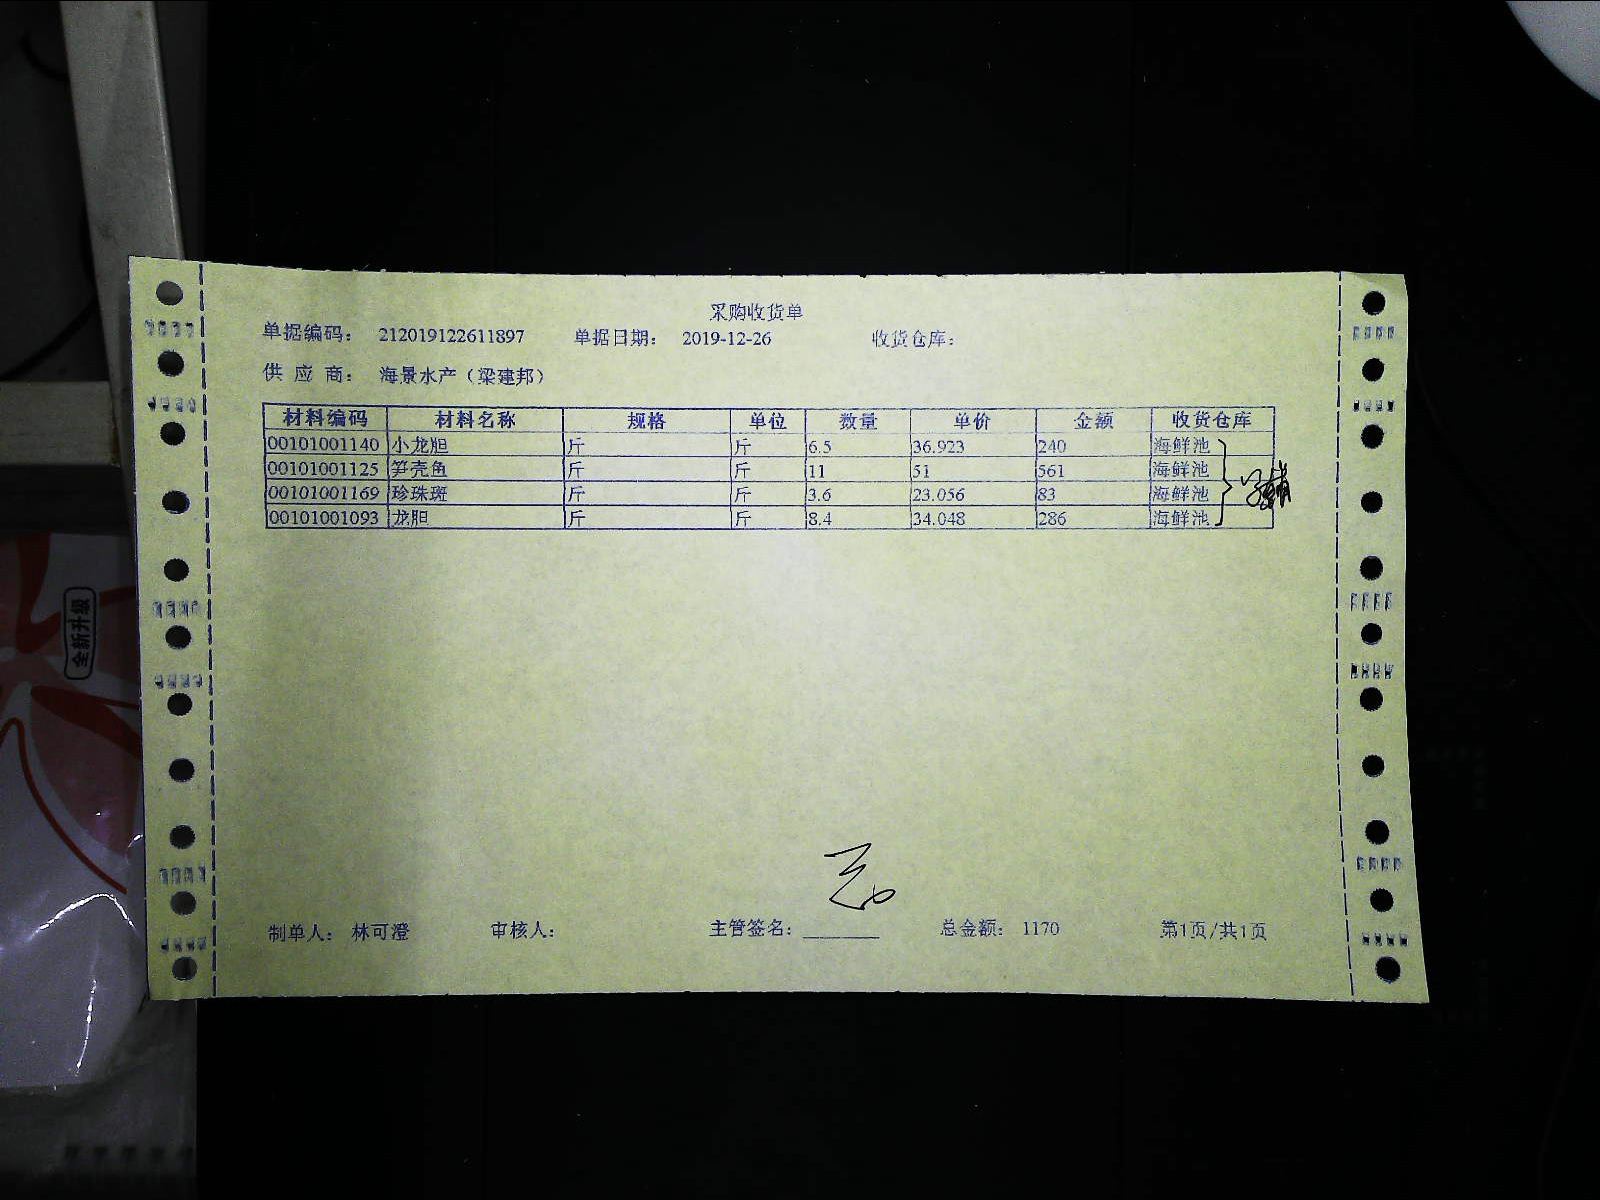 采购收货单
单据编码： 212019122611897 单据日期： 2019-12-26 收货仓库：
供 应 商： 海景水产（梁建邦）
材料编码 材料名称 规格 单位 数量 单价 金额 收货仓库
00101001140 小龙胆 斤 斤 6.5 36.923 240 海鲜池
00101001125 笋壳鱼 斤 斤 11 51 561 海鲜池
00101001169 珍珠斑 斤 斤 3.6 23.056 83 海鲜池
00101001093 龙胆 斤 斤 8.4 34.048 286 海鲜池
全新升级
制单人： 林可澄 审核人： 主管签名：________ 总金额： 1170 第1页/共1页